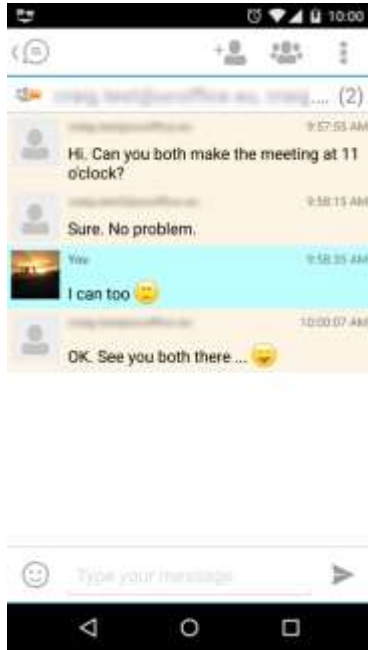 10:00
.... (2)
9:57:55 AM
Hi. Can you both make the meeting at 11
o'clock?
9:58:15 AM
Sure. No problem.
You 9:58:35 AM
I can too
10:00:07 AM
OK. See you both there ...
Type your message